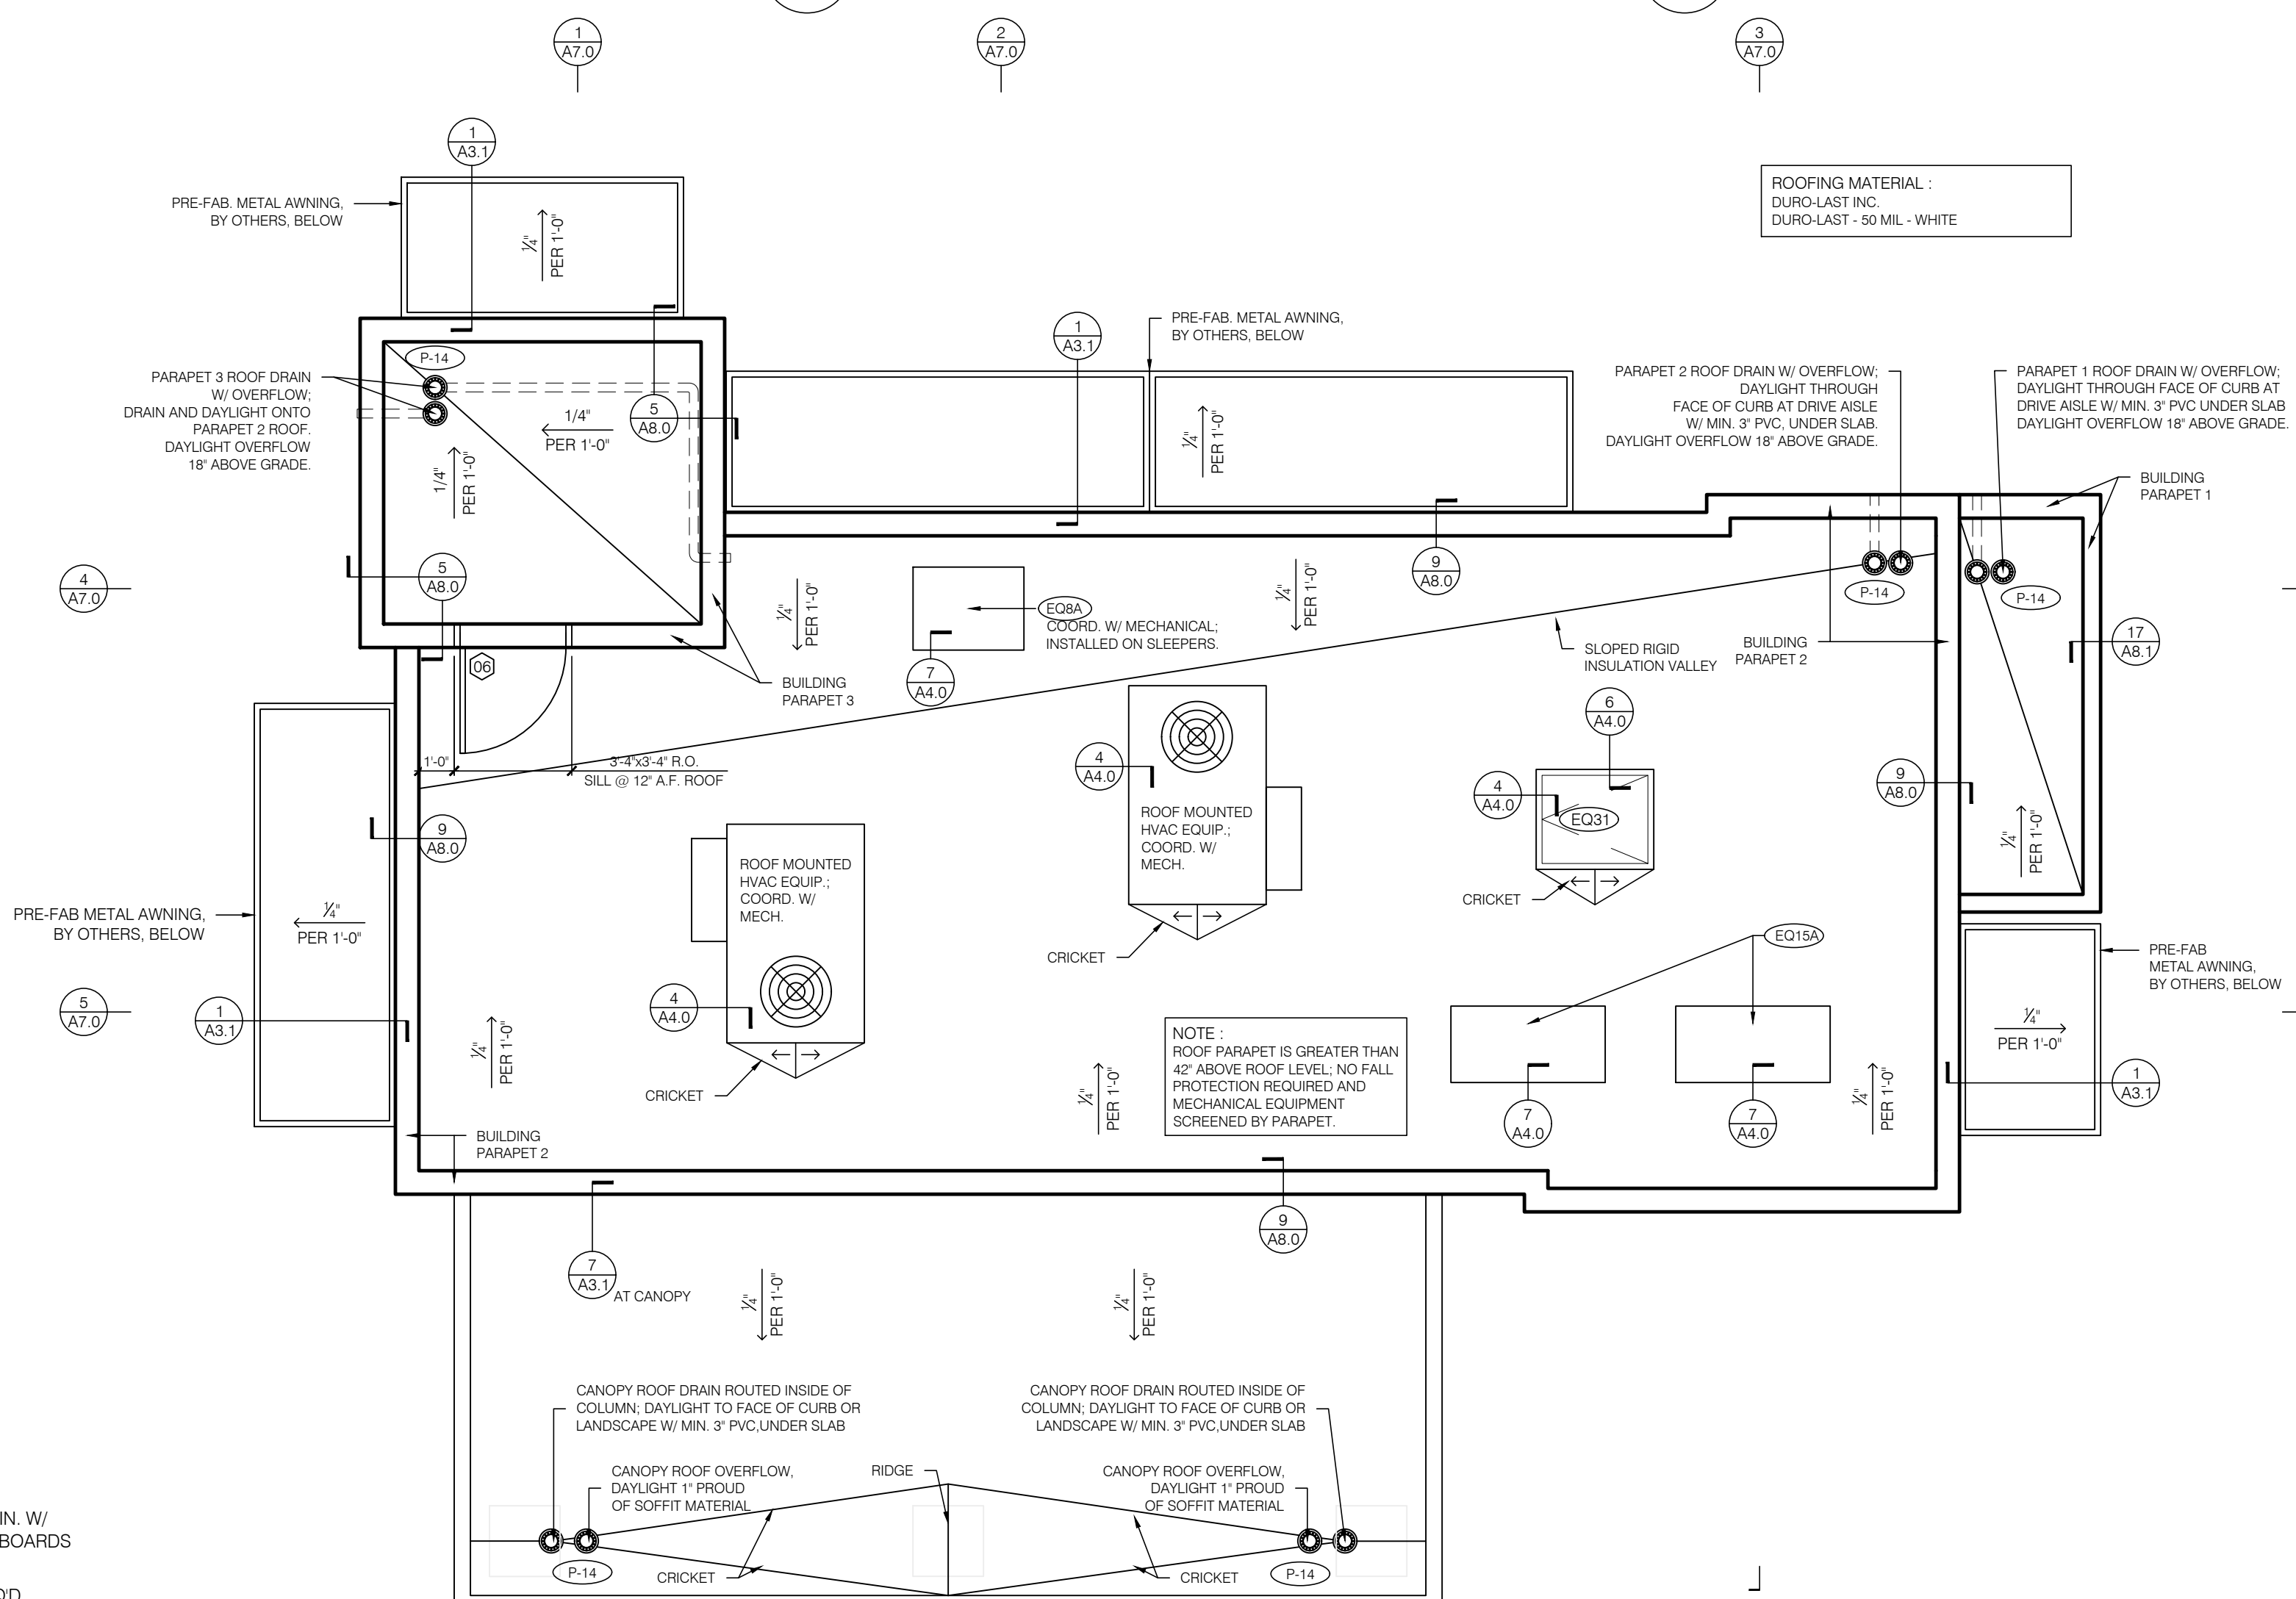 1
A7.0
2
A7.0
3
A7.0
1
A3.1
ROOFING MATERIAL :
DURO-LAST INC.
DURO-LAST - 50 MIL - WHITE
PRE-FAB. METAL AWNING,
BY OTHERS, BELOW
1/4"
PER 1'-0"
PRE-FAB. METAL AWNING,
BY OTHERS, BELOW
1
A3.1
P-14
PARAPET 3 ROOF DRAIN
W/ OVERFLOW;
DRAIN AND DAYLIGHT ONTO
PARAPET 2 ROOF.
DAYLIGHT OVERFLOW
18" ABOVE GRADE.
1/4"
PER 1'-0"
1/4"
PER 1'-0"
5
A8.0
1/4"
PER 1'-0"
PARAPET 2 ROOF DRAIN W/ OVERFLOW;
DAYLIGHT THROUGH
FACE OF CURB AT DRIVE AISLE
W/ MIN. 3" PVC, UNDER SLAB.
DAYLIGHT OVERFLOW 18" ABOVE GRADE.
PARAPET 1 ROOF DRAIN W/ OVERFLOW;
DAYLIGHT THROUGH FACE OF CURB AT
DRIVE AISLE W/ MIN. 3" PVC UNDER SLAB
DAYLIGHT OVERFLOW 18" ABOVE GRADE.
BUILDING
PARAPET 1
4
A7.0
5
A8.0
9
A8.0
P-14
P-14
1/4"
PER 1'-0"
EQ8A
COORD. W/ MECHANICAL;
INSTALLED ON SLEEPERS.
1/4"
PER 1'-0"
17
A8.1
06
7
A4.0
SLOPED RIGID
INSULATION VALLEY
BUILDING
PARAPET 2
BUILDING
PARAPET 3
6
A4.0
1'-0"
3'-4"x3'-4" R.O.
SILL @ 12" A.F. ROOF
4
A4.0
4
A4.0
9
A8.0
EQ31
ROOF MOUNTED
HVAC EQUIP.;
COORD. W/
MECH.
9
A8.0
ROOF MOUNTED
HVAC EQUIP.;
COORD. W/
MECH.
1/4"
PER 1'-0"
CRICKET
PRE-FAB METAL AWNING,
BY OTHERS, BELOW
1/4"
PER 1'-0"
CRICKET
EQ15A
PRE-FAB
METAL AWNING,
BY OTHERS, BELOW
5
A7.0
1
A3.1
4
A4.0
1/4"
PER 1'-0"
CRICKET
1/4"
PER 1'-0"
NOTE :
ROOF PARAPET IS GREATER THAN
42" ABOVE ROOF LEVEL; NO FALL
PROTECTION REQUIRED AND
MECHANICAL EQUIPMENT
SCREENED BY PARAPET.
7
A4.0
7
A4.0
1/4"
PER 1'-0"
1/4"
PER 1'-0"
1
A3.1
BUILDING
PARAPET 2
9
A8.0
7
A3.1
AT CANOPY
1/4"
PER 1'-0"
1/4"
PER 1'-0"
CANOPY ROOF DRAIN ROUTED INSIDE OF
COLUMN; DAYLIGHT TO FACE OF CURB OR
LANDSCAPE W/ MIN. 3" PVC,UNDER SLAB
CANOPY ROOF DRAIN ROUTED INSIDE OF
COLUMN; DAYLIGHT TO FACE OF CURB OR
LANDSCAPE W/ MIN. 3" PVC,UNDER SLAB
CANOPY ROOF OVERFLOW,
DAYLIGHT 1" PROUD
OF SOFFIT MATERIAL
RIDGE
CANOPY ROOF OVERFLOW,
DAYLIGHT 1" PROUD
OF SOFFIT MATERIAL
P-14
CRICKET
CRICKET
P-14
IN. W/
BOARDS